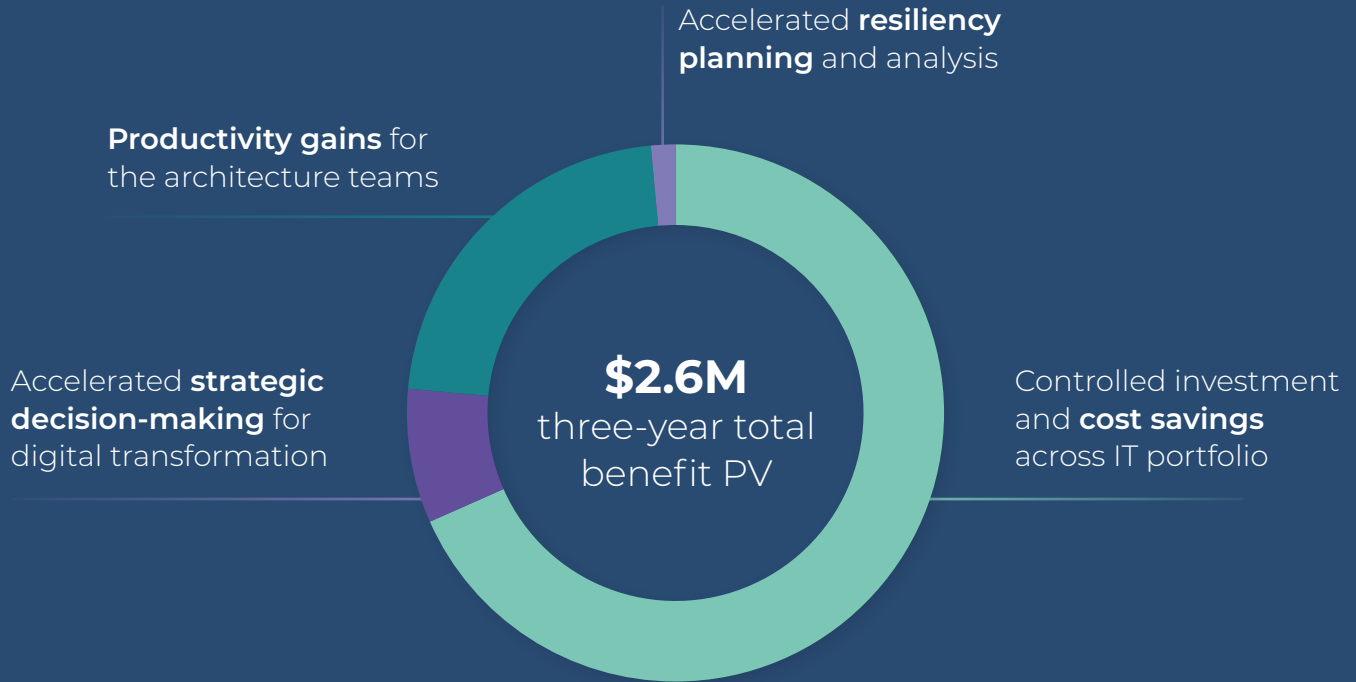 Accelerated resiliency
planning and analysis
Productivity gains for
the architecture teams
Accelerated strategic
decision-making for
digital transformation
$2.6M
three-year total
benefit PV
Controlled investment
and cost savings
across IT portfolio